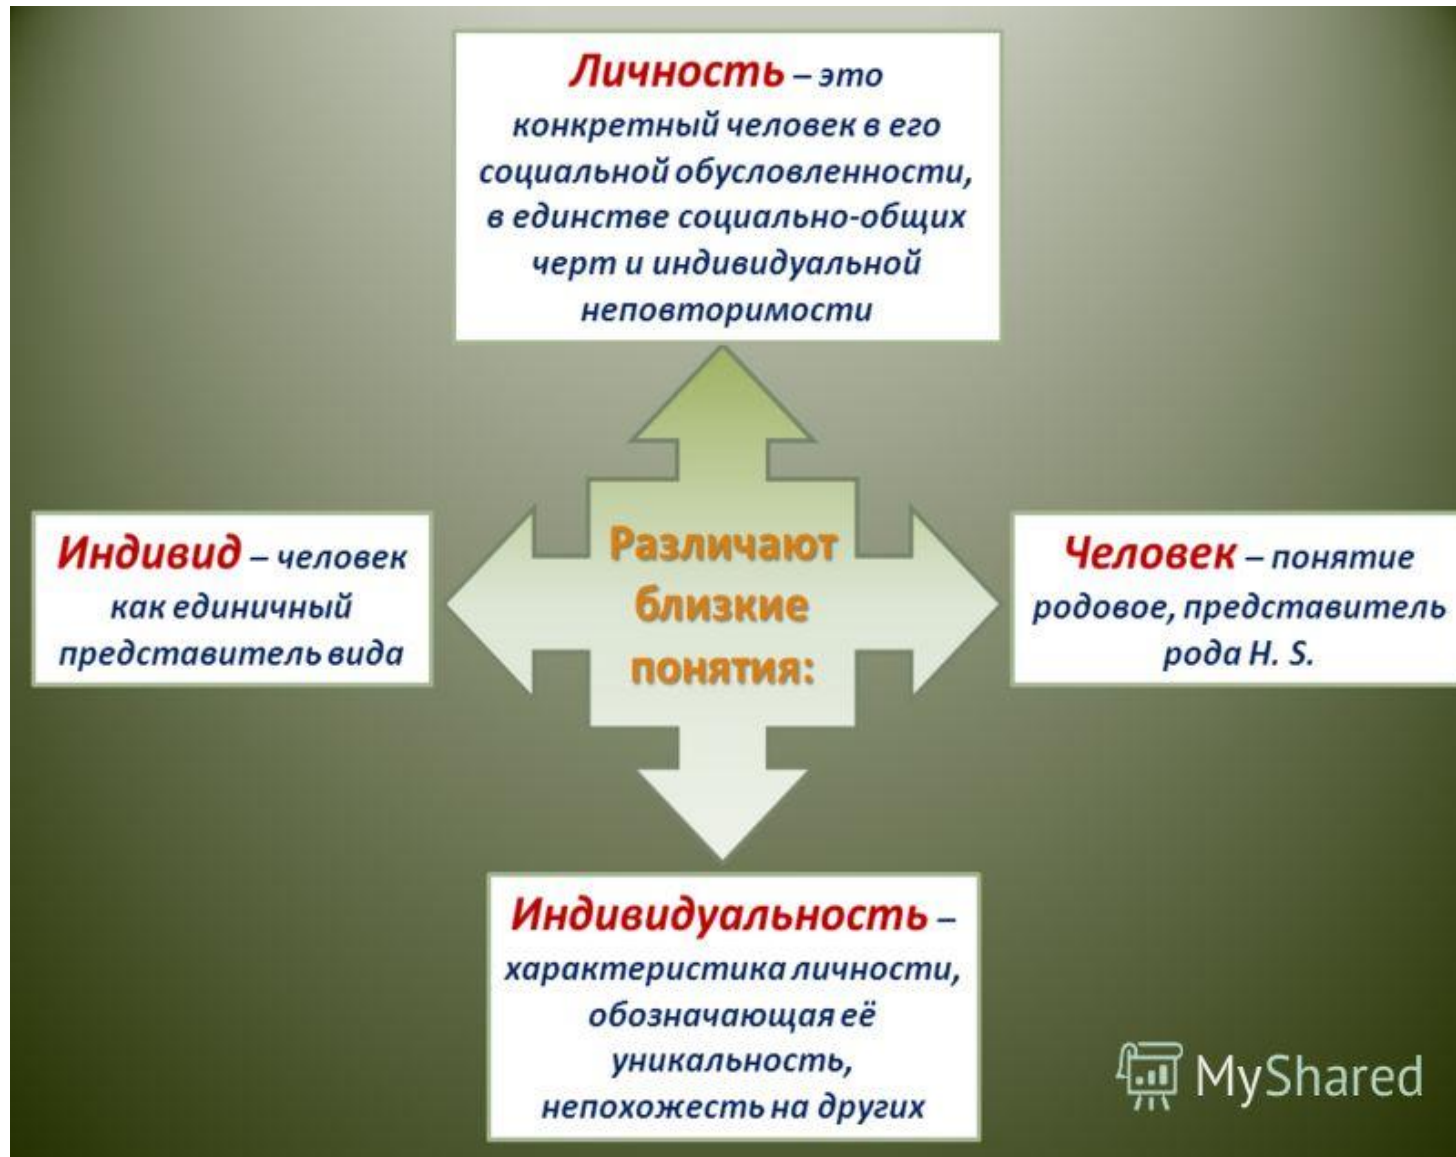 Личность – это
конкретный человек в его
социальной обусловленности,
в единстве социально-общих
черт и индивидуальной
неповторимости
Индивид – человек
как единичный
представитель вида
Различают
близкие
понятия:
Человек – понятие
родовое, представитель
рода H. S.
Индивидуальность –
характеристика личности,
обозначающая её
уникальность,
непохожесть на других
MyShared